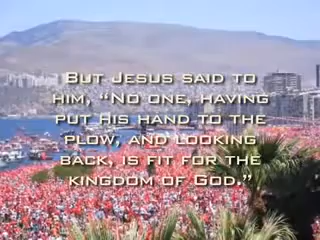 But Jesus said to
him, “No one, having
put his hand to the
plow, and looking
back, is fit for the
kingdom of God.”